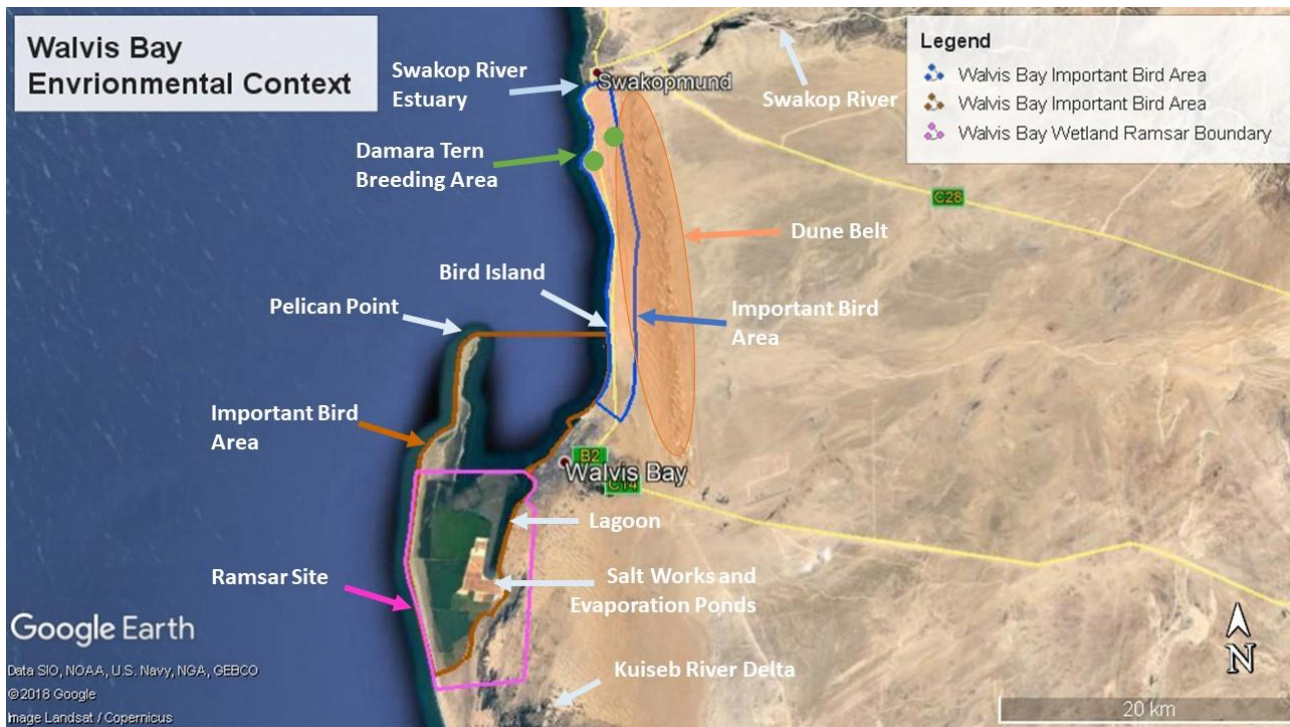 Walvis Bay
Envrionmental Context
Legend
Walvis Bay Important Bird Area
Walvis Bay Important Bird Area
Walvis Bay Wetland Ramsar Boundary
Swakop River
Estuary
Swakopmund
Swakop River
Damara Tern
Breeding Area
C28
Dune Belt
Bird Island
Pelican Point
Important Bird
Area
Important Bird
Area
B2
Walvis Bay
C14
Lagoon
Ramsar Site
Salt Works and
Evaporation Ponds
Kuiseb River Delta
Google Earth
Data SIO, NOAA, U.S. Navy, NGA, GEBCO
©2018 Google
Image Landsat / Copernicus
N
20 km